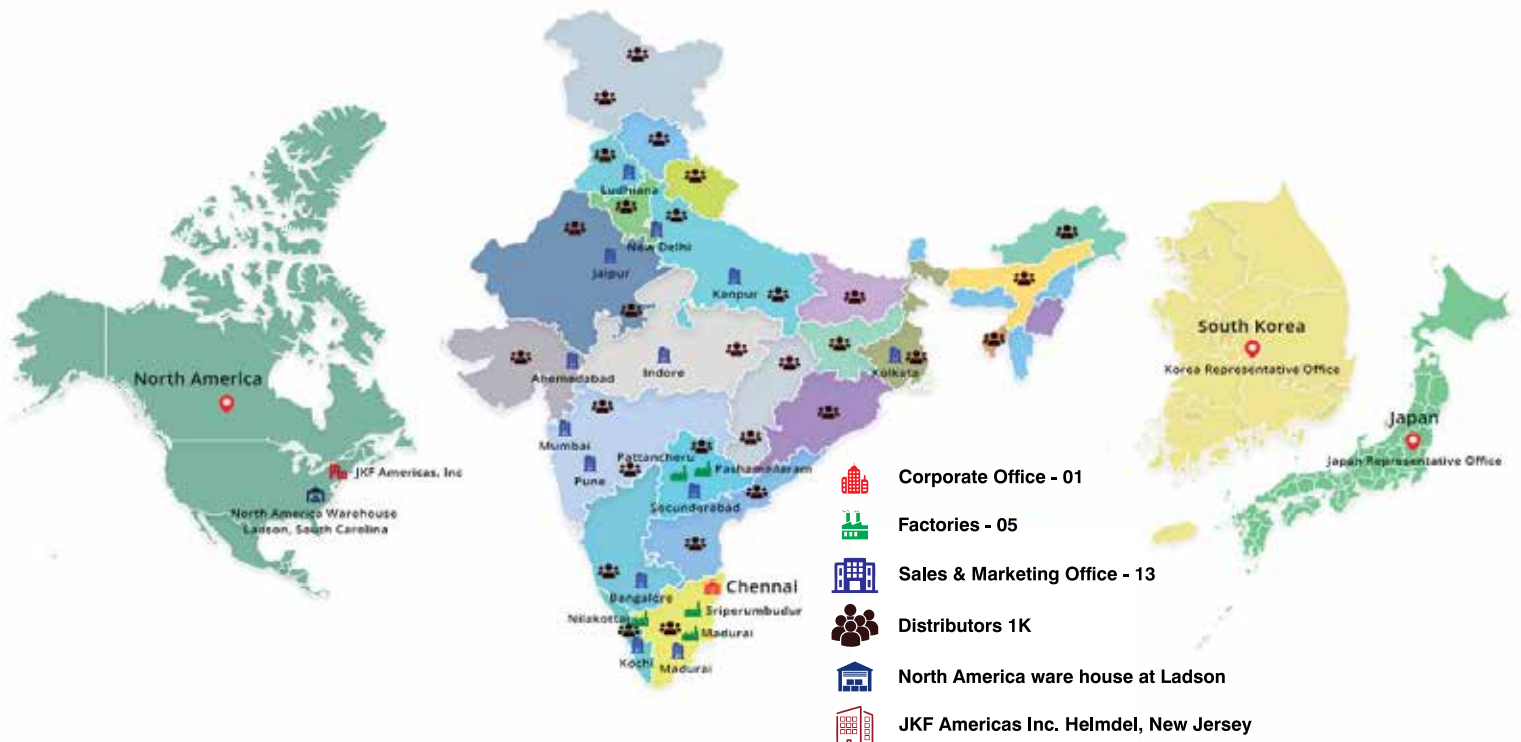 North America
JKF Americas, Inc
North America Warehouse
Ladson, South Carolina
Ludhiana
New Delhi
Jaipur
Kanpur
Ahemadabad
Indore
Kolkata
Mumbai
Pattancheru
Pashamailaram
Pune
Secunderabad
Bangalore
Chennai
Nilakottai
Sriperumbudur
Madurai
Kochi
Madurai
South Korea
Korea Representative Office
Japan
Japan Representative Office
Corporate Office - 01
Factories - 05
Sales & Marketing Office - 13
Distributors 1K
North America ware house at Ladson
JKF Americas Inc. Helmdel, New Jersey